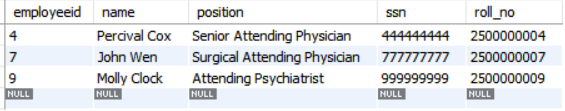 employeeid name position ssn roll_no
4 Percival Cox Senior Attending Physician 444444444 2500000004
7 John Wen Surgical Attending Physician 777777777 2500000007
9 Molly Clock Attending Psychiatrist 999999999 2500000009
NULL NULL NULL NULL NULL